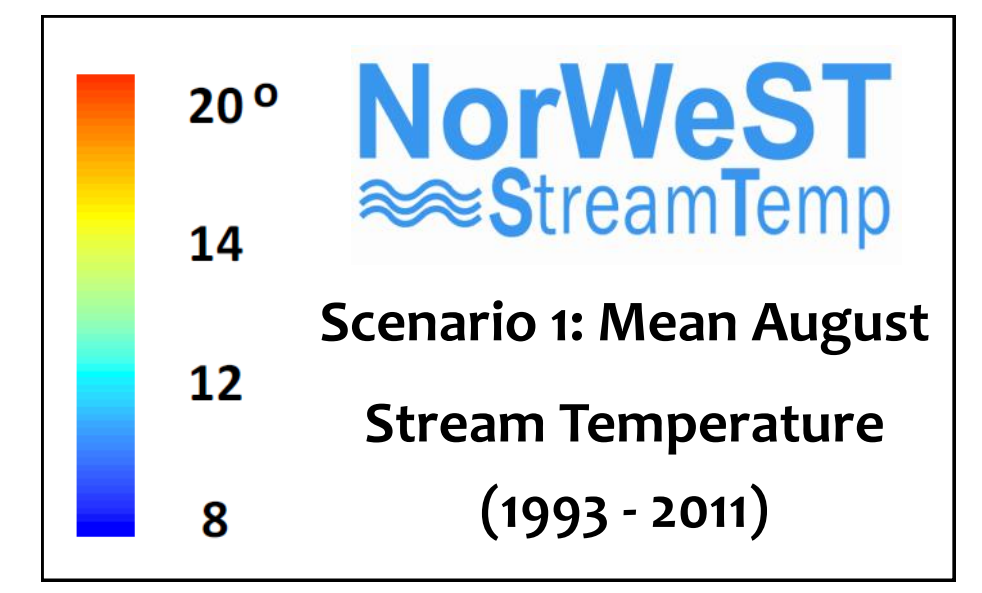 20 º
14
12
8
NorWeST
StreamTemp
Scenario 1: Mean August
Stream Temperature
(1993 - 2011)